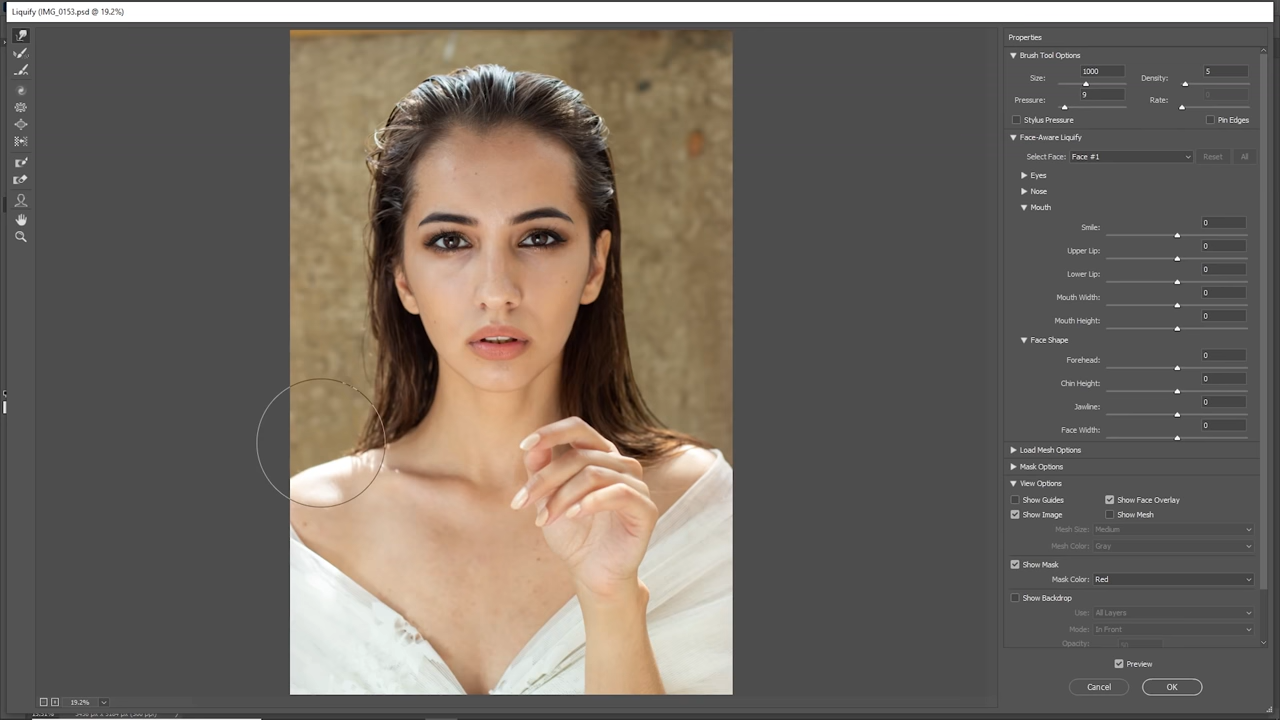 Liquify (IMG_0153.psd @ 19.2%)
Properties
Brush Tool Options
Size: 1000 Density: 5
Pressure: 9 Rate: 0
Stylus Pressure Pin Edges
Face-Aware Liquify
Select Face: Face #1 Reset All
Eyes
Nose
Mouth
Smile: 0
Upper Lip: 0
Lower Lip: 0
Mouth Width: 0
Mouth Height: 0
Face Shape
Forehead: 0
Chin Height: 0
Jawline: 0
Face Width: 0
Load Mesh Options
Mask Options
View Options
Show Guides Show Face Overlay
Show Image Show Mesh
Mesh Size: Medium
Mesh Color: Gray
Show Mask
Mask Color: Red
Show Backdrop
Use: All Layers
Mode: In Front
Opacity:
Preview
Cancel OK
19.2%